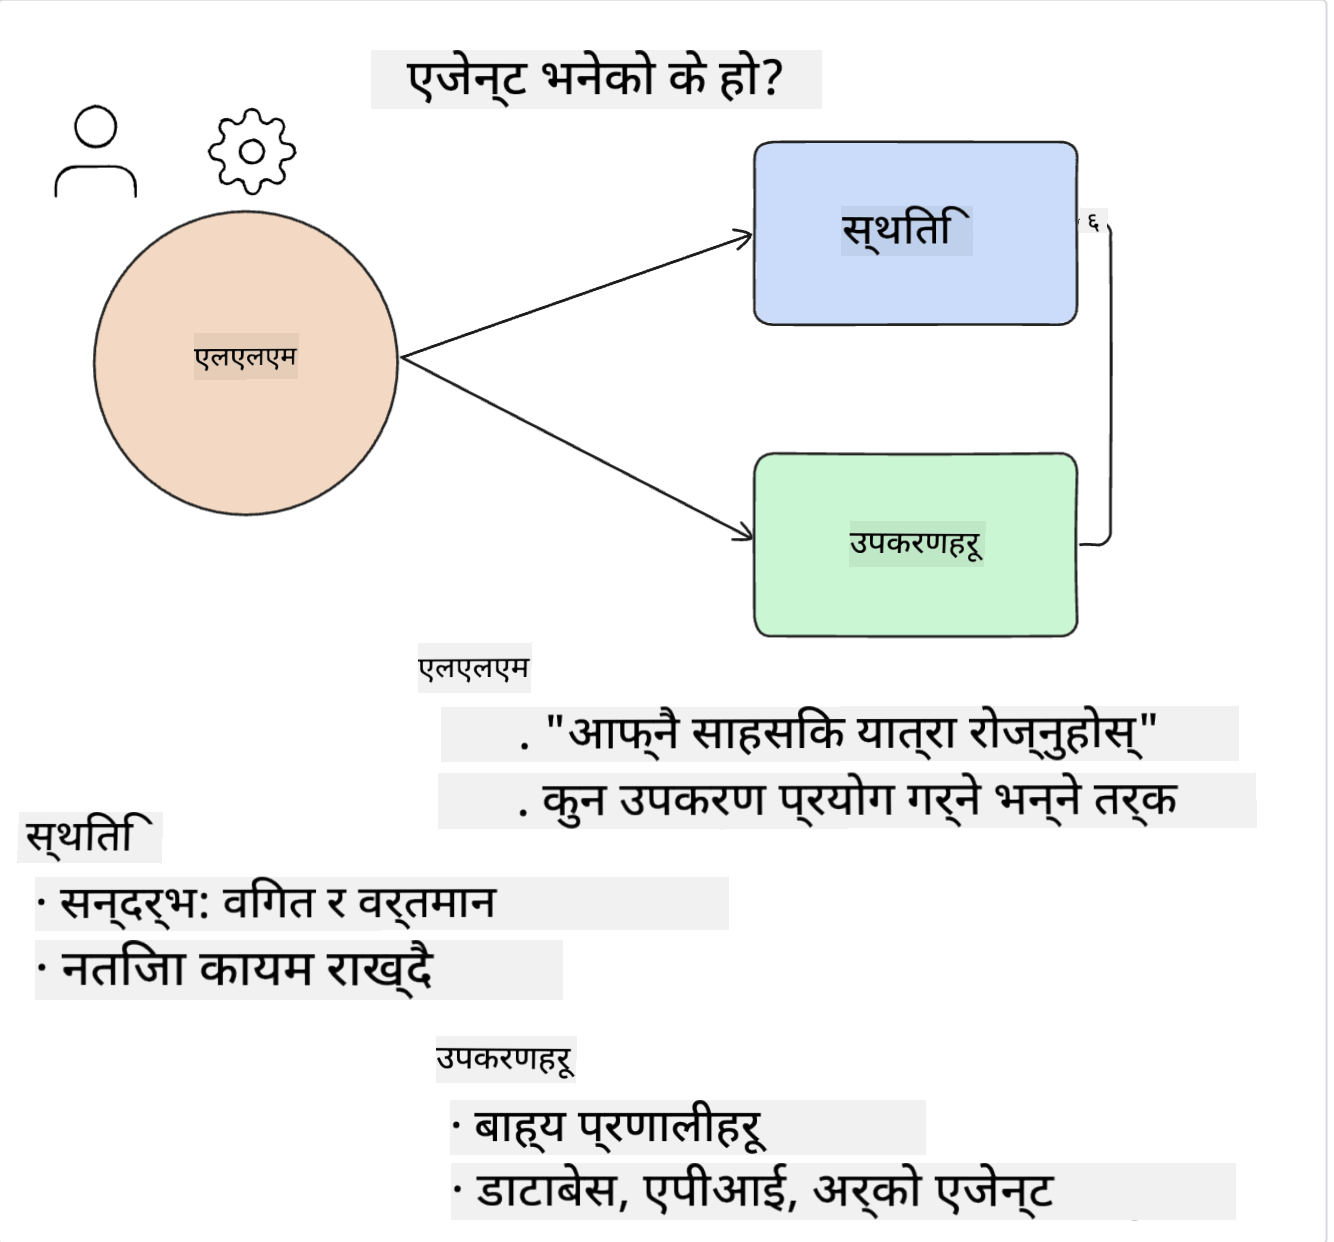 एजेन्ट भनेको के हो?
स्थिति
६
एलएलएम
उपकरणहरू
एलएलएम
. "आफ्नै साहसिक यात्रा रोज्नुहोस्"
. कुन उपकरण प्रयोग गर्ने भन्ने तर्क
स्थिति
· सन्दर्भ: विगत र वर्तमान
· नतिजा कायम राख्दै
उपकरणहरू
· बाह्य प्रणालीहरू
· डाटाबेस, एपीआई, अर्को एजेन्ट